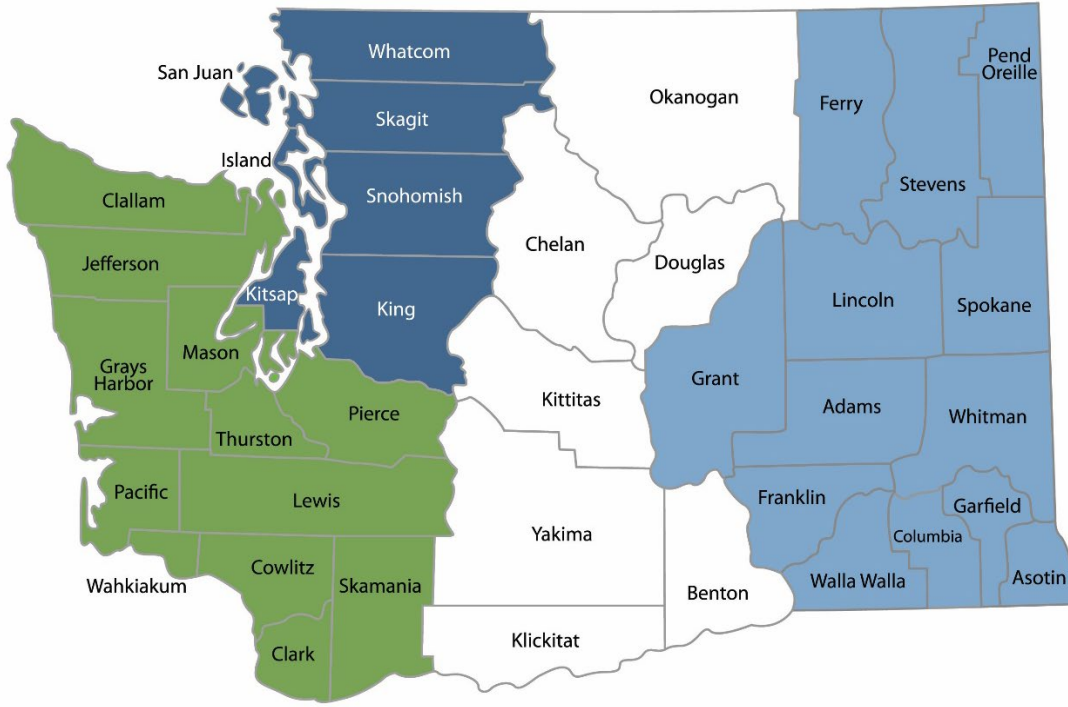 Whatcom
San Juan
Skagit
Island
Snohomish
Okanogan
Ferry
Pend
Oreille
Stevens
Clallam
Jefferson
Kitsap
King
Chelan
Douglas
Lincoln
Spokane
Mason
Grays
Harbor
Grant
Kittitas
Adams
Whitman
Pierce
Thurston
Pacific
Lewis
Franklin
Garfield
Yakima
Columbia
Wahkiakum
Cowlitz
Skamania
Benton
Walla Walla
Asotin
Klickitat
Clark